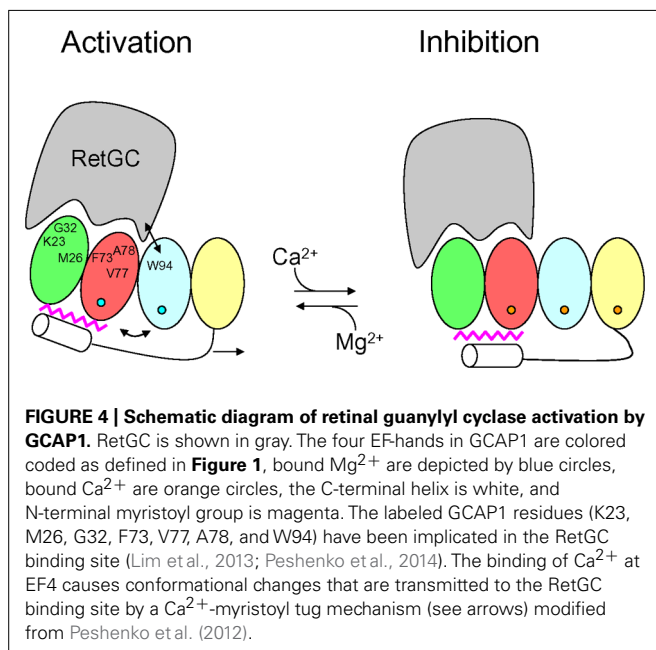 Activation
Inhibition
RetGC
G32
K23
M26
F73
A78
V77
W94
Ca²⁺
Mg²⁺
FIGURE 4 | Schematic diagram of retinal guanylyl cyclase activation by
GCAP1. RetGC is shown in gray. The four EF-hands in GCAP1 are colored
coded as defined in Figure 1, bound Mg²⁺ are depicted by blue circles,
bound Ca²⁺ are orange circles, the C-terminal helix is white, and
N-terminal myristoyl group is magenta. The labeled GCAP1 residues (K23,
M26, G32, F73, V77, A78, and W94) have been implicated in the RetGC
binding site (Lim et al., 2013; Peshenko et al., 2014). The binding of Ca²⁺ at
EF4 causes conformational changes that are transmitted to the RetGC
binding site by a Ca²⁺-myristoyl tug mechanism (see arrows) modified
from Peshenko et al. (2012).